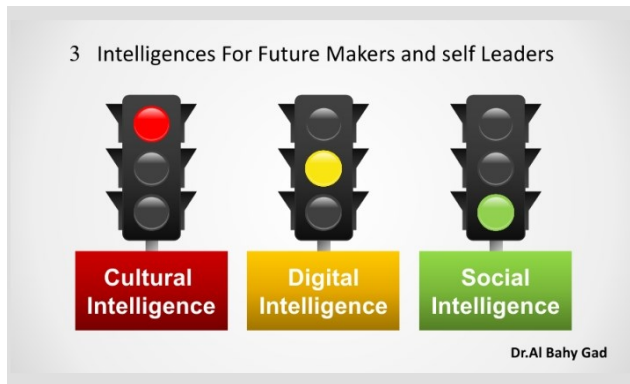 3 Intelligences For Future Makers and self Leaders
Cultural
Intelligence
Digital
Intelligence
Social
Intelligence
Dr.Al Bahy Gad